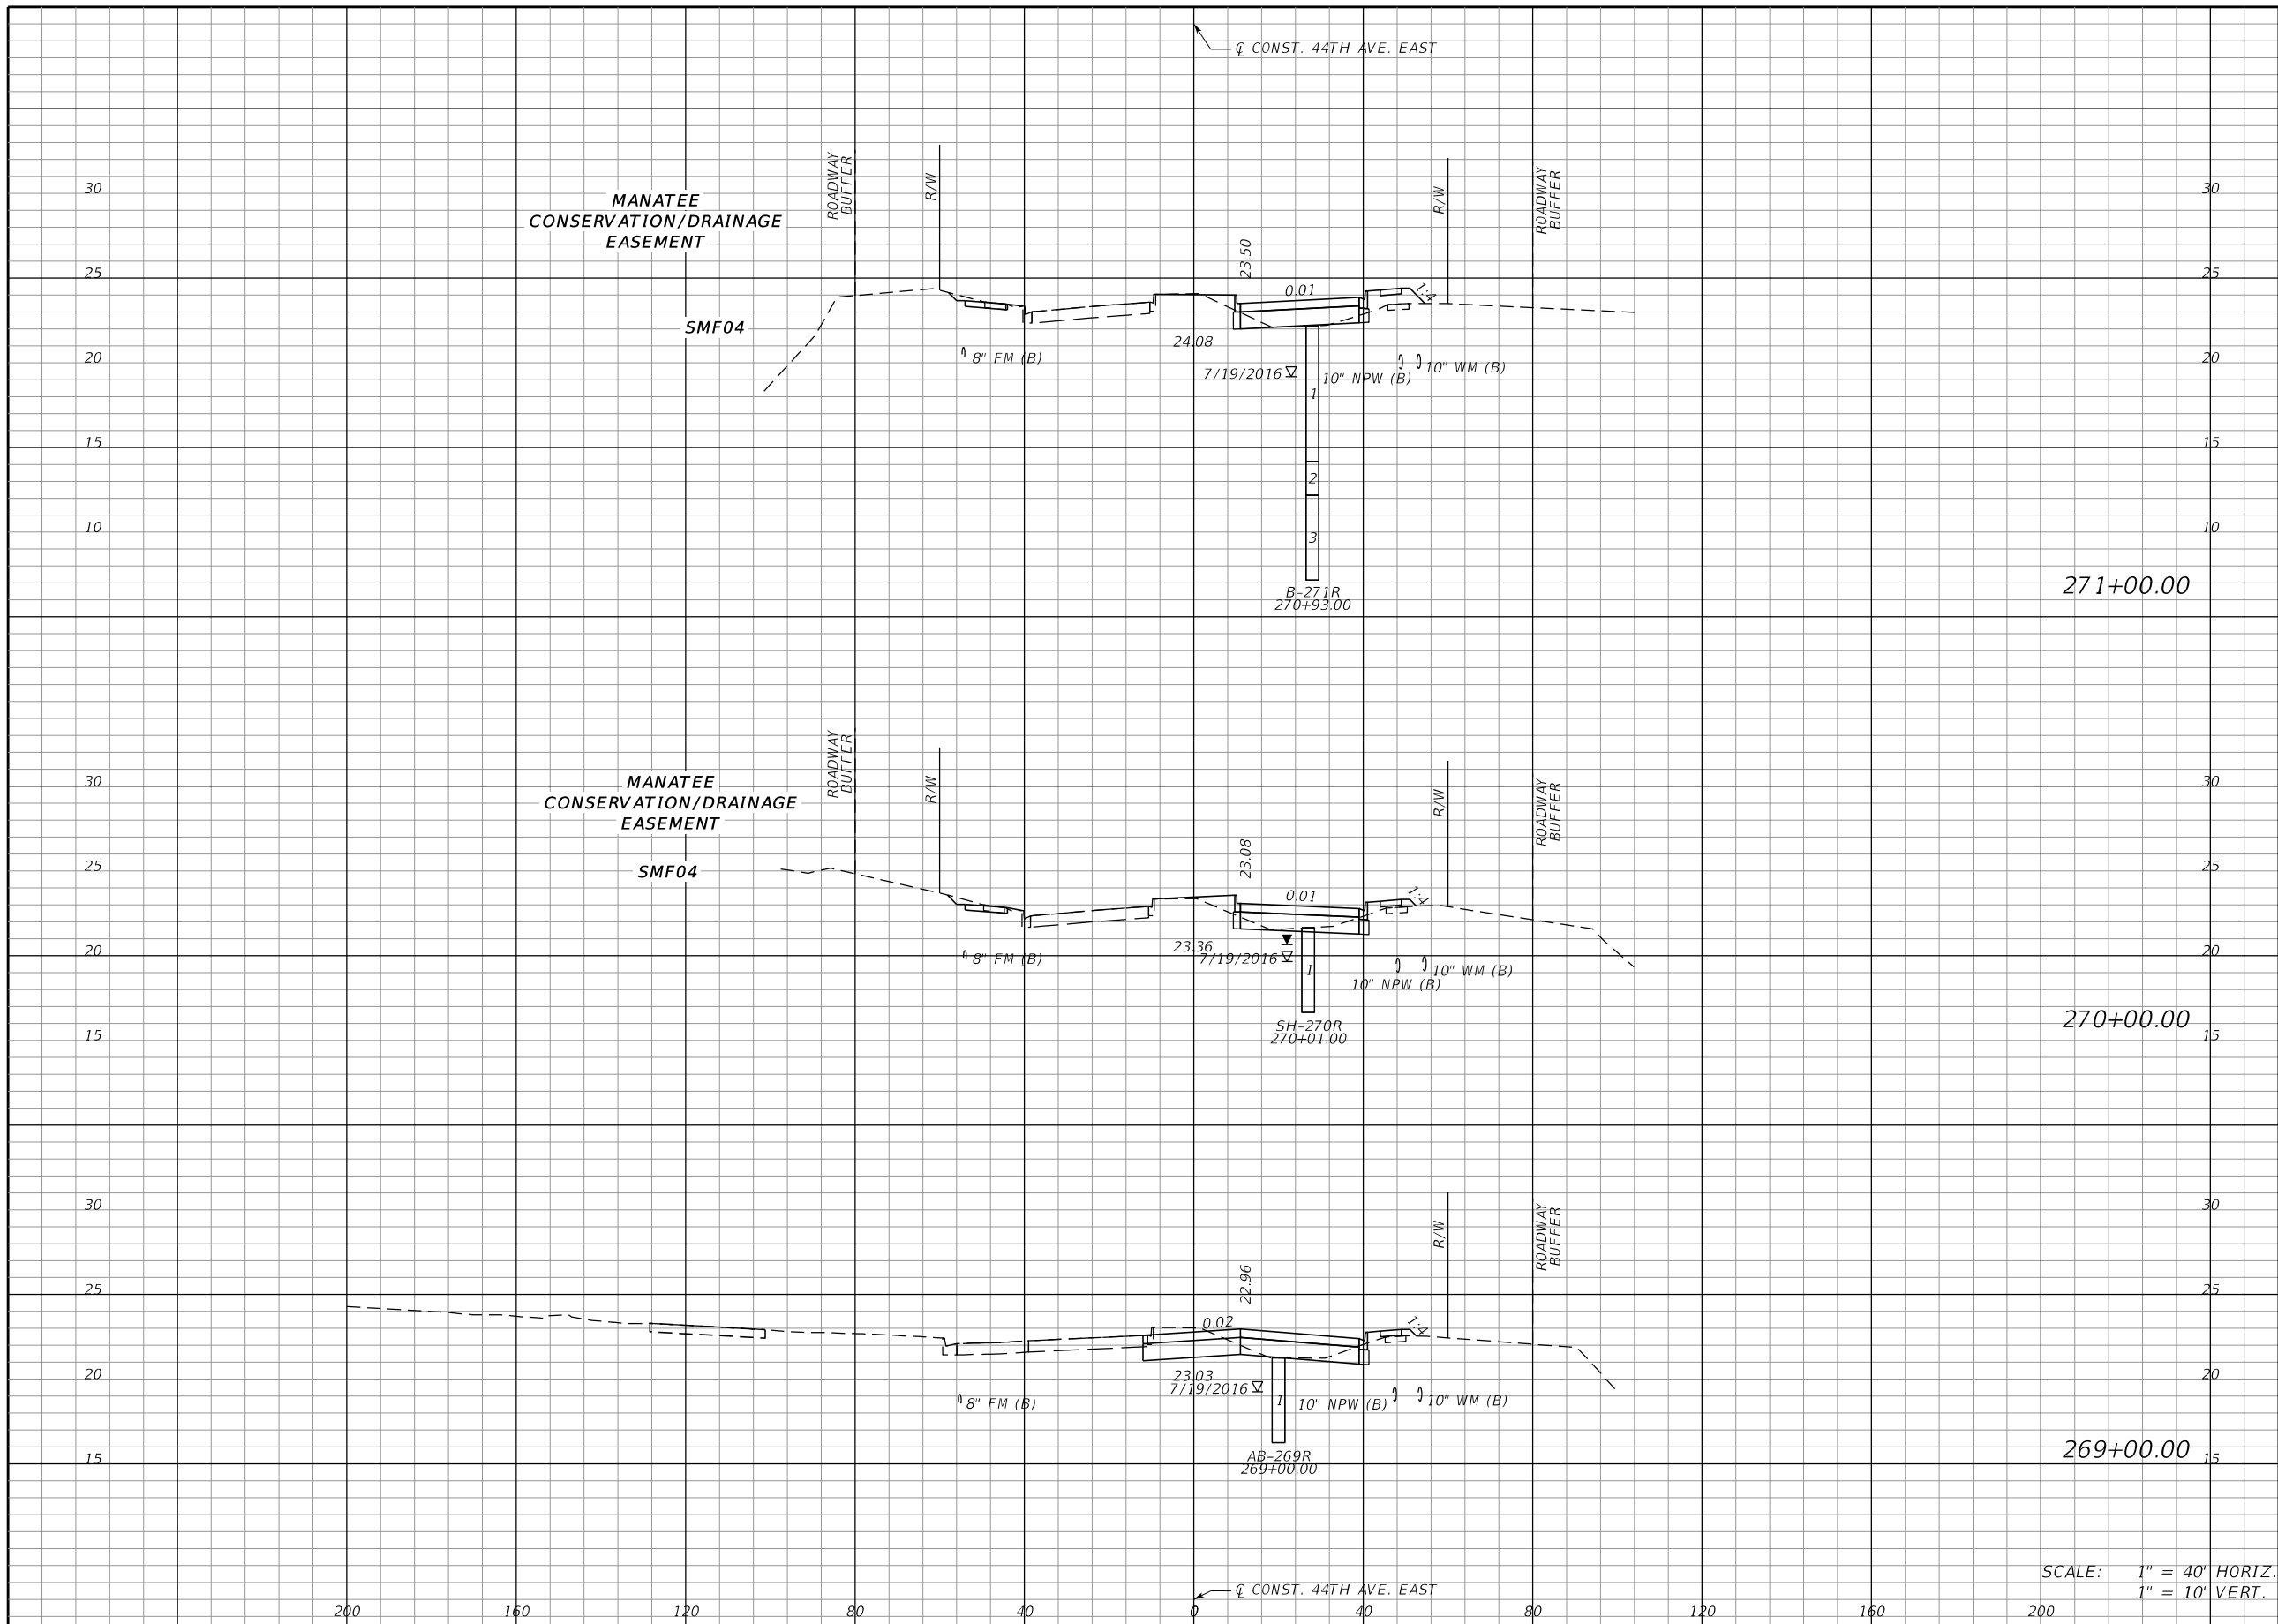 ℄ CONST. 44TH AVE. EAST
ROADWAY
BUFFER
R/W
R/W
ROADWAY
BUFFER
30
MANATEE
CONSERVATION/DRAINAGE
EASEMENT
30
23.50
25
0.01
1:4
25
SMF04
24.08
20
8" FM (B)
7/19/2016
10" NPW (B)
10" WM (B)
20
1
15
15
2
10
3
10
B-271R
270+93.00
271+00.00
ROADWAY
BUFFER
R/W
R/W
ROADWAY
BUFFER
30
MANATEE
CONSERVATION/DRAINAGE
EASEMENT
30
23.08
25
SMF04
0.01
1:4
25
23.36
20
8" FM (B)
7/19/2016
1
10" NPW (B)
10" WM (B)
20
SH-270R
270+01.00
270+00.00
15
15
30
R/W
ROADWAY
BUFFER
30
22.96
25
25
0.02
1:4
23.03
20
7/19/2016
20
8" FM (B)
1
10" NPW (B)
10" WM (B)
15
AB-269R
269+00.00
269+00.00
15
SCALE: 1" = 40' HORIZ.
1" = 10' VERT.
℄ CONST. 44TH AVE. EAST
200 160 120 80 40 0 40 80 120 160 200